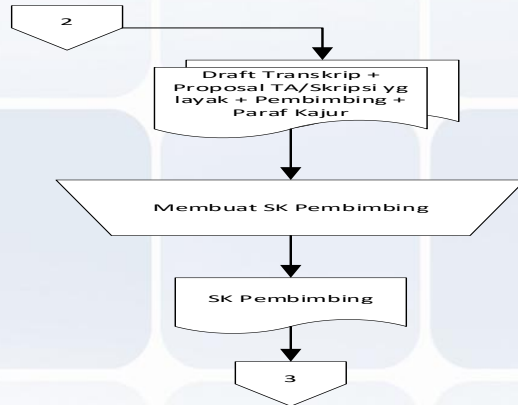 2
Draft Transkrip +
Proposal TA/Skripsi yg
layak + Pembimbing +
Paraf Kajur
Membuat SK Pembimbing
SK Pembimbing
3